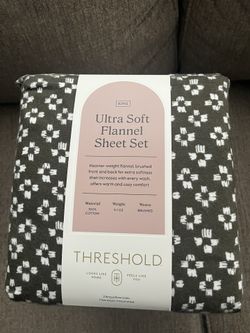 KING
Ultra Soft
Flannel
Sheet Set
Heavier-weight flannel, brushed
front and back for extra softness
that increases with every wash,
offers warm and cozy comfort
Material
Weight
Weave
100%
COTTON
BRUSHED
THRESHOLD
LOOKS LIKE
HOME
FEELS LIKE
YOU